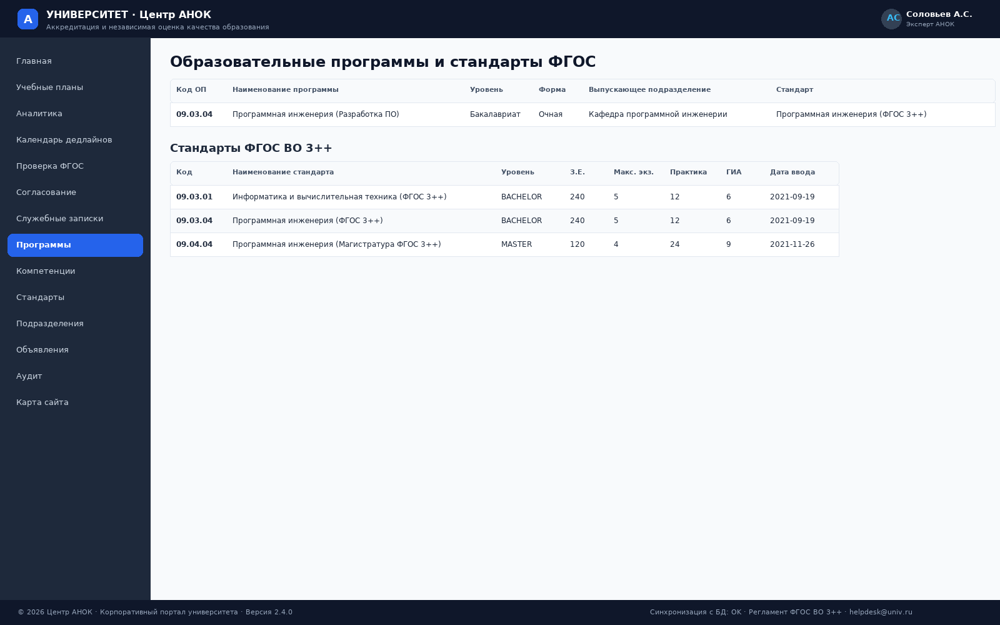 А
УНИВЕРСИТЕТ · Центр АНОК
Аккредитация и независимая оценка качества образования
АС
Соловьев А.С.
Эксперт АНОК
Главная
Учебные планы
Аналитика
Календарь дедлайнов
Проверка ФГОС
Согласование
Служебные записки
Программы
Компетенции
Стандарты
Подразделения
Объявления
Аудит
Карта сайта
Образовательные программы и стандарты ФГОС
Код ОП Наименование программы Уровень Форма Выпускающее подразделение Стандарт
09.03.04 Программная инженерия (Разработка ПО) Бакалавриат Очная Кафедра программной инженерии Программная инженерия (ФГОС 3++)
Стандарты ФГОС ВО 3++
Код Наименование стандарта Уровень З.Е. Макс. экз. Практика ГИА Дата ввода
09.03.01 Информатика и вычислительная техника (ФГОС 3++) BACHELOR 240 5 12 6 2021-09-19
09.03.04 Программная инженерия (ФГОС 3++) BACHELOR 240 5 12 6 2021-09-19
09.04.04 Программная инженерия (Магистратура ФГОС 3++) MASTER 120 4 24 9 2021-11-26
© 2026 Центр АНОК · Корпоративный портал университета · Версия 2.4.0
Синхронизация с БД: OK · Регламент ФГОС ВО 3++ · helpdesk@univ.ru